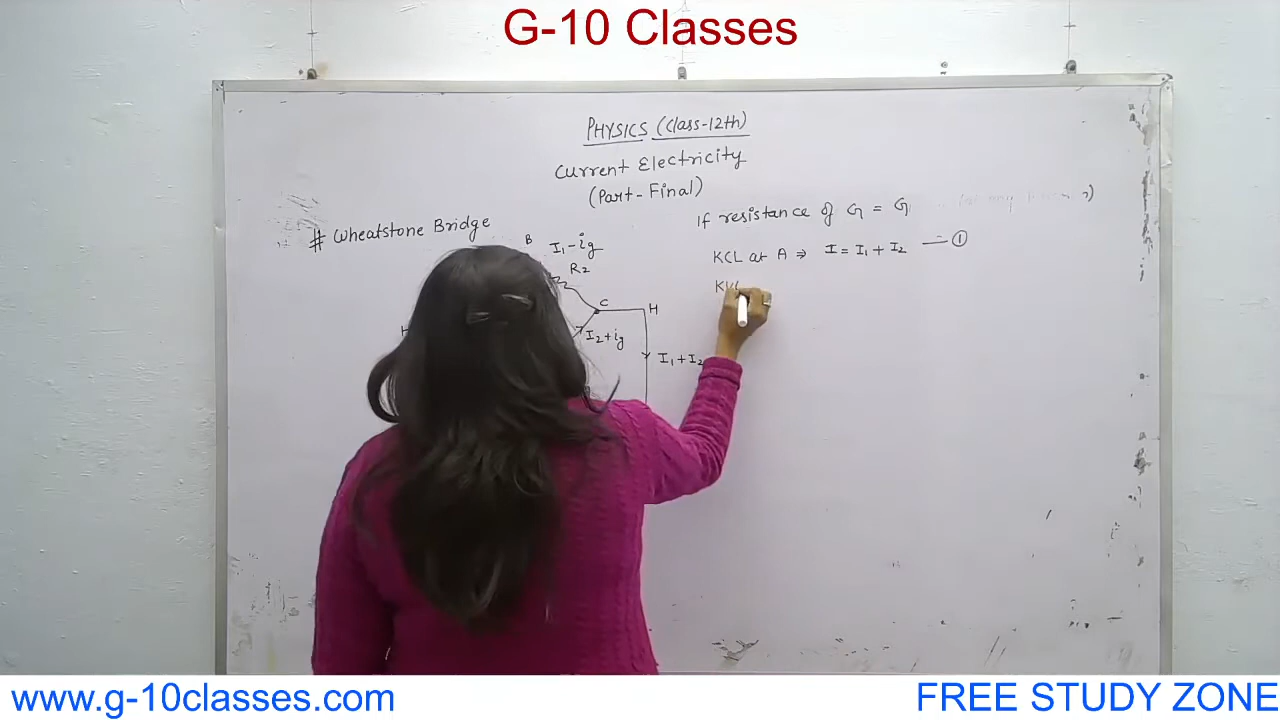 G-10 Classes
PHYSICS (Class-12th)
Current Electricity
(Part-Final)
# Wheatstone Bridge
If resistance of G = G
KCL at A ⇒ I = I₁ + I₂ — ①
B
I₁-ig
R₂
C
H
I₂+ig
I₁+I₂
www.g-10classes.com
FREE STUDY ZONE